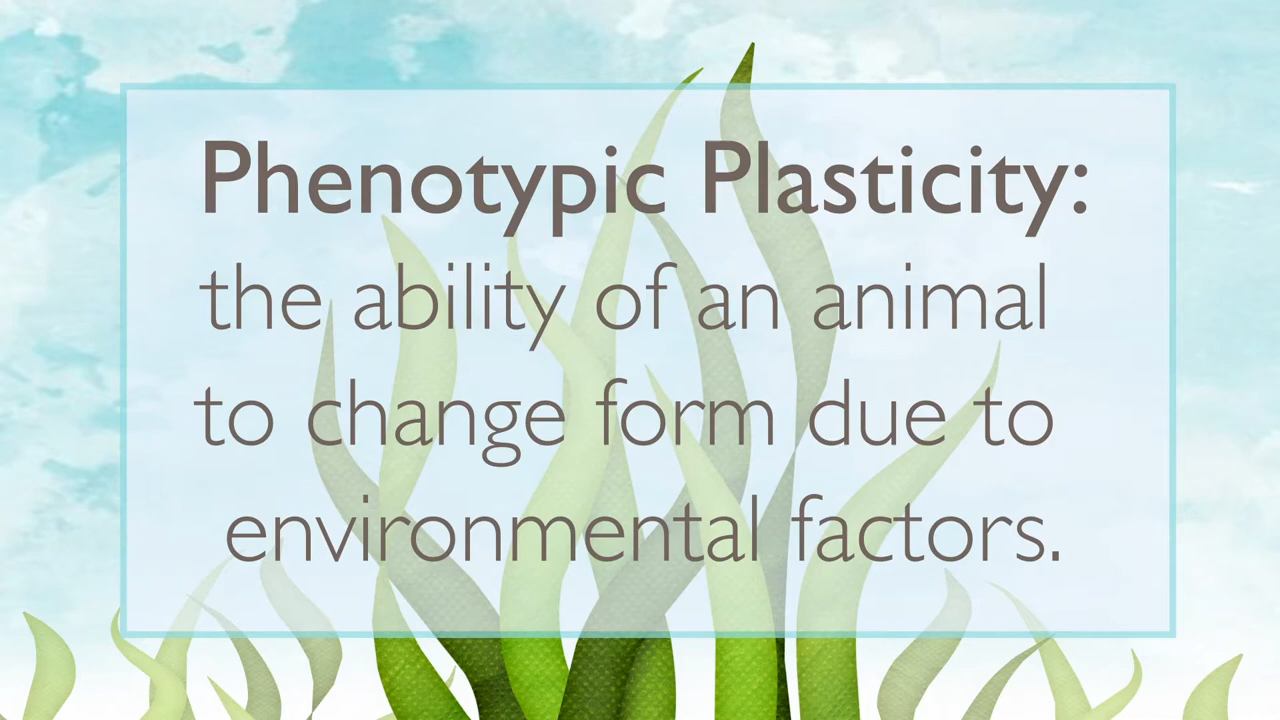 Phenotypic Plasticity:
the ability of an animal
to change form due to
environmental factors.